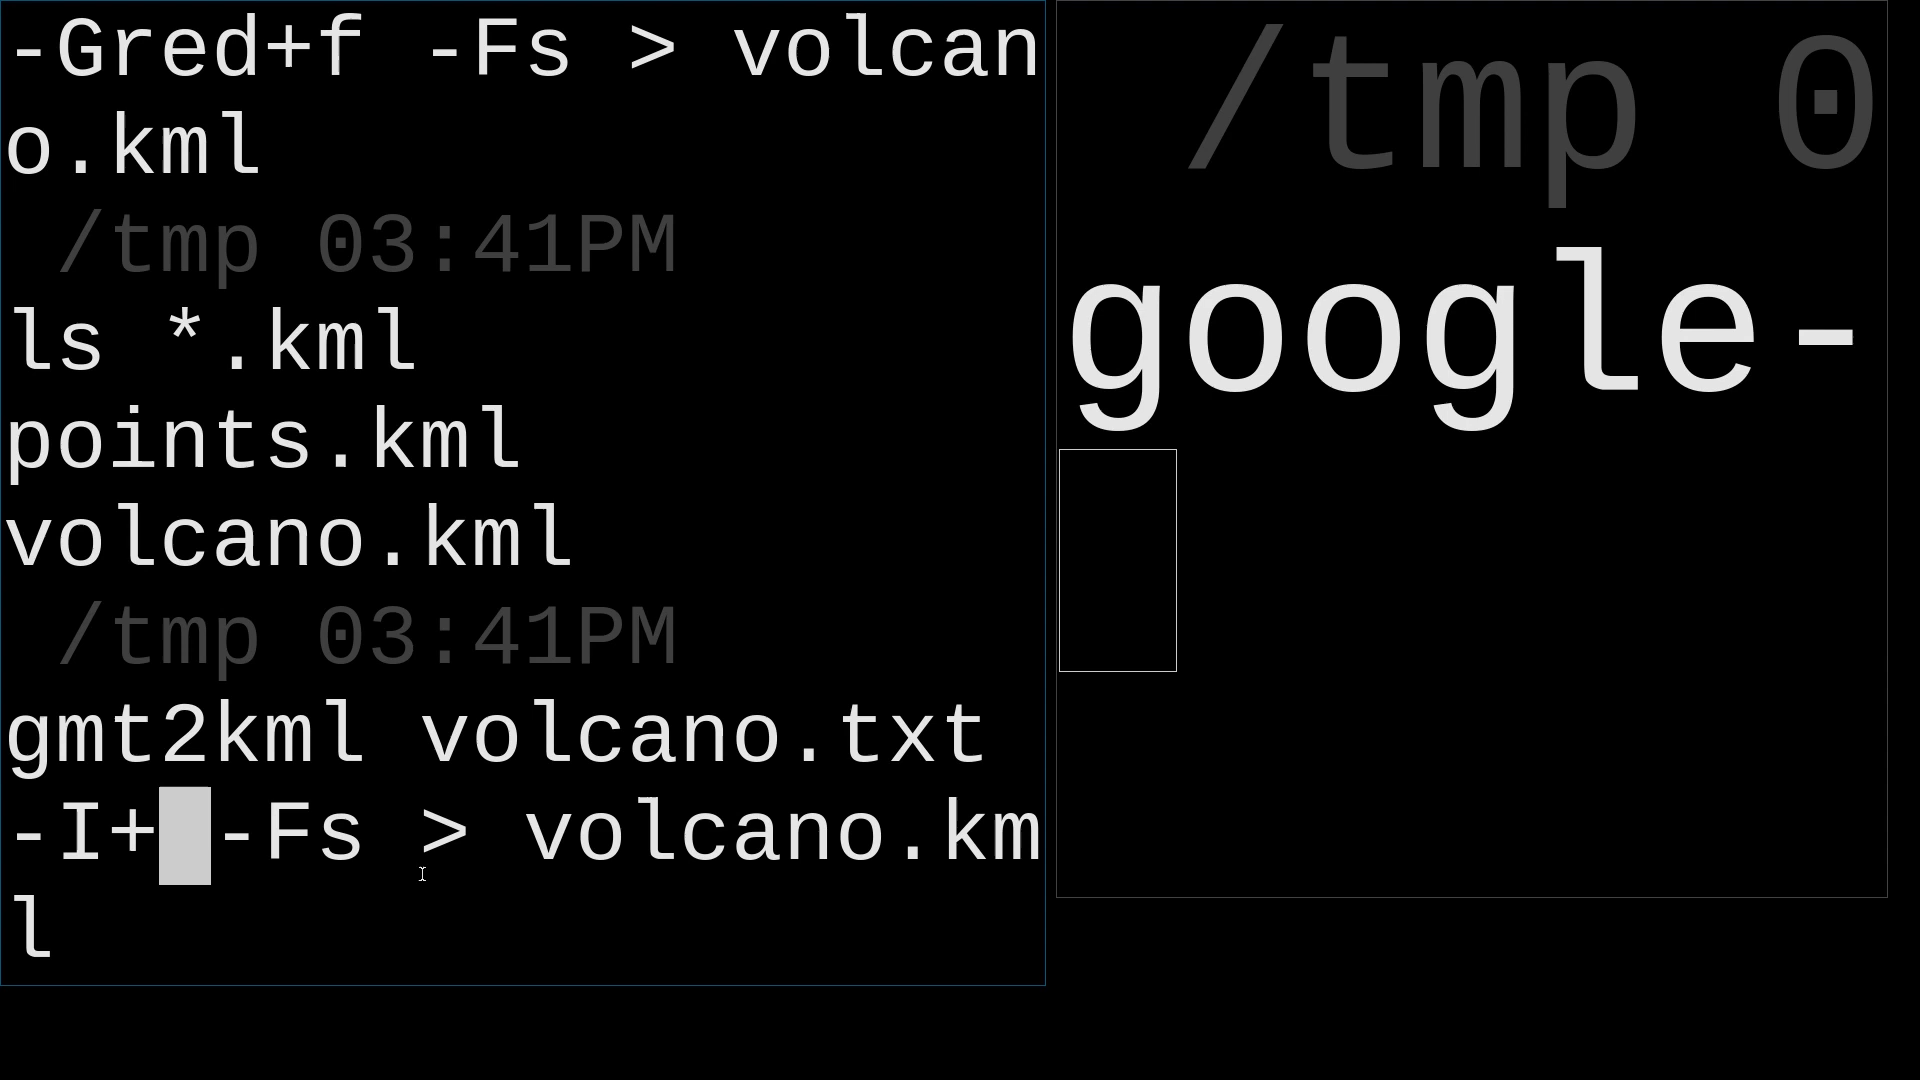 -Gred+f -Fs > volcan
o.kml
/tmp 03:41PM
ls *.kml
points.kml
volcano.kml
/tmp 03:41PM
gmt2kml volcano.txt
-I+ -Fs > volcano.km
l
/tmp 0
google-